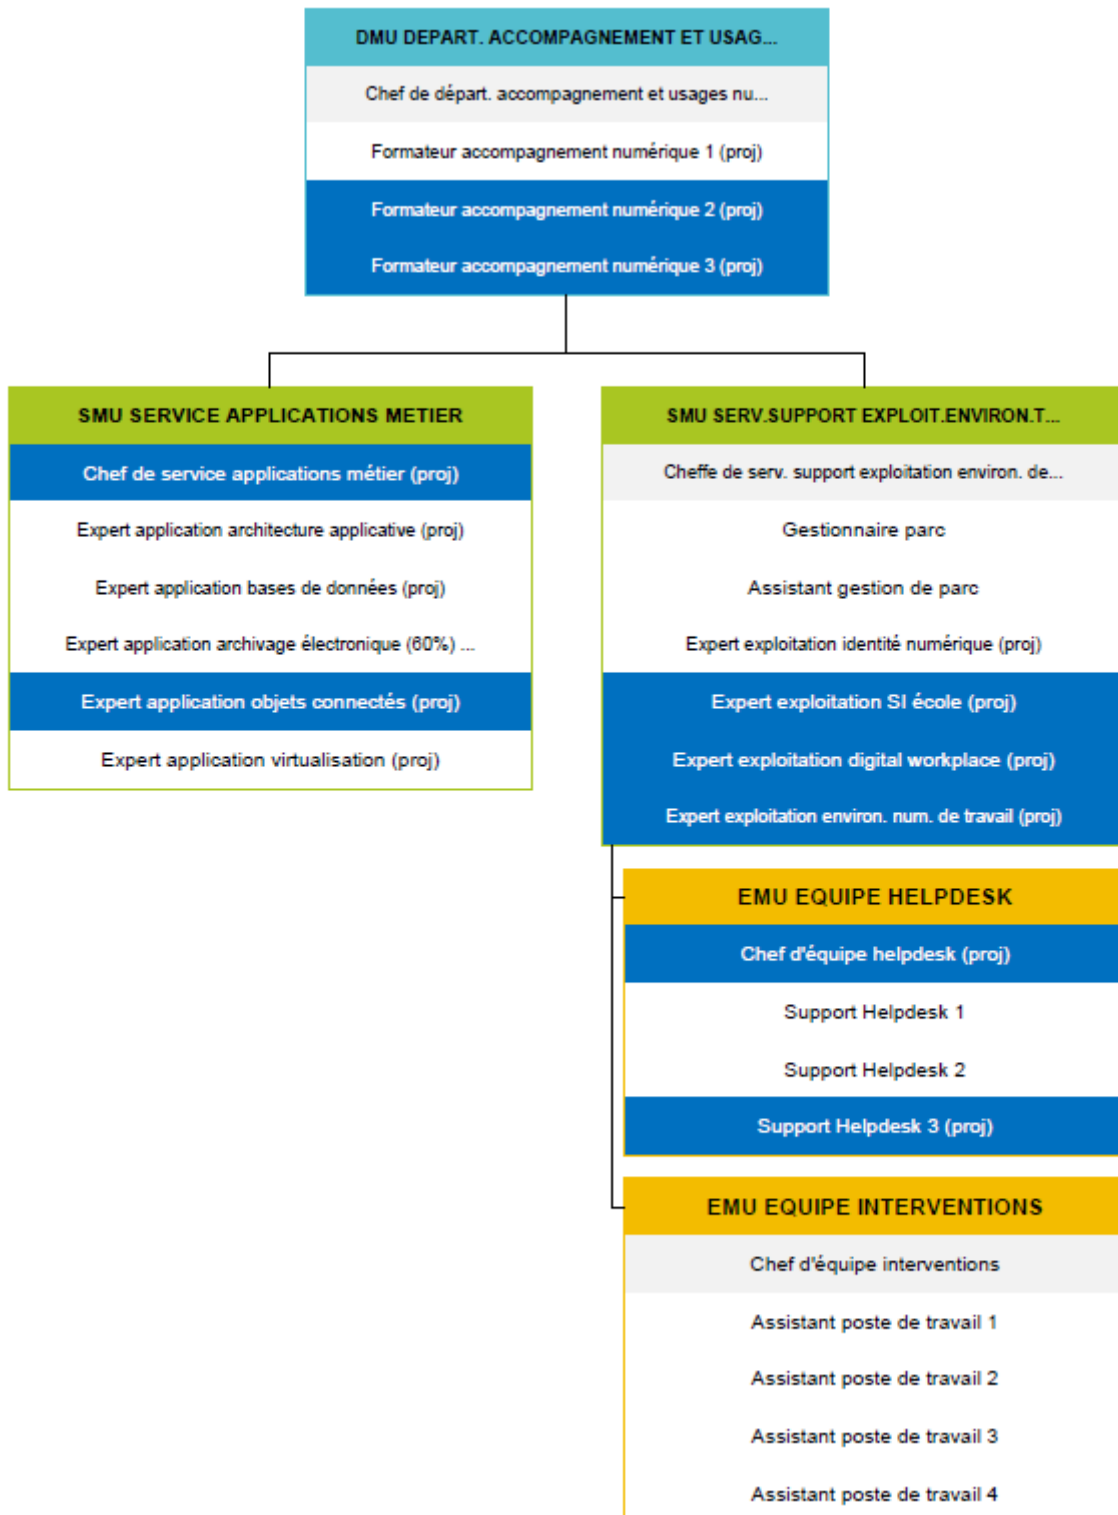 DMU DEPART. ACCOMPAGNEMENT ET USAG...
Chef de départ. accompagnement et usages nu...
Formateur accompagnement numérique 1 (proj)
Formateur accompagnement numérique 2 (proj)
Formateur accompagnement numérique 3 (proj)
SMU SERVICE APPLICATIONS METIER
Chef de service applications métier (proj)
Expert application architecture applicative (proj)
Expert application bases de données (proj)
Expert application archivage électronique (60%) ...
Expert application objets connectés (proj)
Expert application virtualisation (proj)
SMU SERV.SUPPORT EXPLOIT.ENVIRON.T...
Cheffe de serv. support exploitation environ. de...
Gestionnaire parc
Assistant gestion de parc
Expert exploitation identité numérique (proj)
Expert exploitation SI école (proj)
Expert exploitation digital workplace (proj)
Expert exploitation environ. num. de travail (proj)
EMU EQUIPE HELPDESK
Chef d'équipe helpdesk (proj)
Support Helpdesk 1
Support Helpdesk 2
Support Helpdesk 3 (proj)
EMU EQUIPE INTERVENTIONS
Chef d'équipe interventions
Assistant poste de travail 1
Assistant poste de travail 2
Assistant poste de travail 3
Assistant poste de travail 4